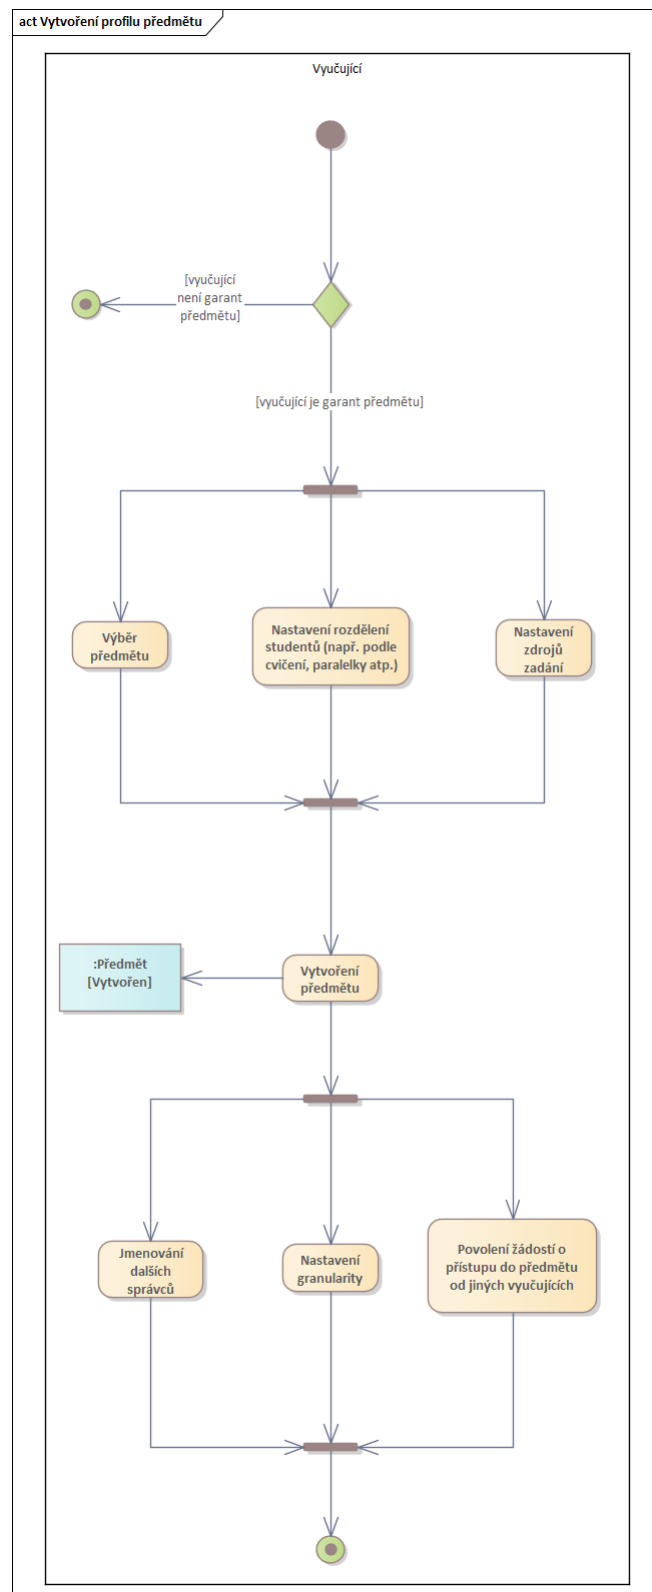 act Vytvoření profilu předmětu
Vyučující
[vyučující
není garant
předmětu]
[vyučující je garant předmětu]
Výběr
předmětu
Nastavení rozdělení
studentů (např. podle
cvičení, paralelky atp.)
Nastavení
zdrojů
zadání
:Předmět
[Vytvořen]
Vytvoření
předmětu
Jmenování
dalších
správců
Nastavení
granularity
Povolení žádostí o
přístupu do předmětu
od jiných vyučujících